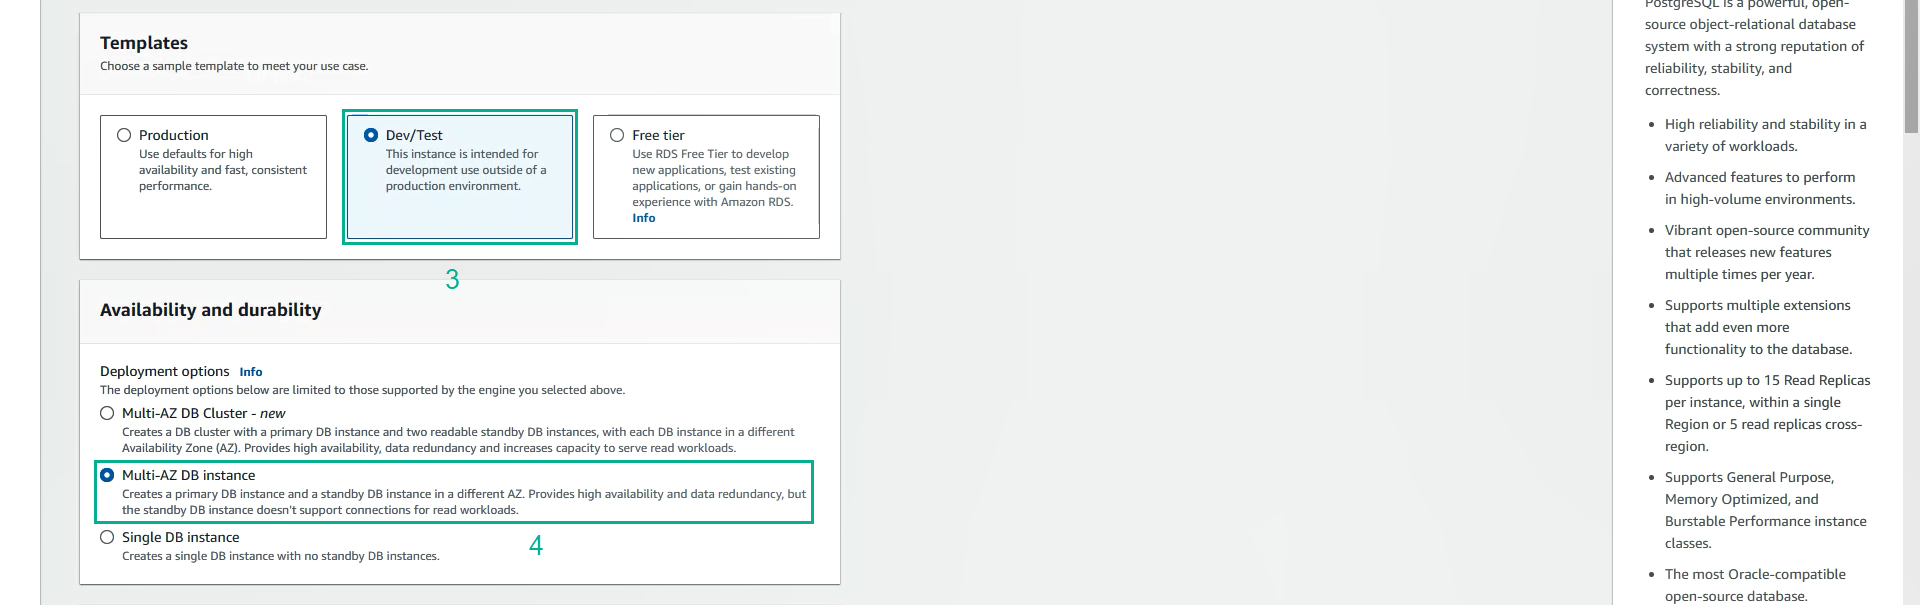 Templates
Choose a sample template to meet your use case.
Production
Use defaults for high
availability and fast, consistent
performance.
Dev/Test
This instance is intended for
development use outside of a
production environment.
Free tier
Use RDS Free Tier to develop
new applications, test existing
applications, or gain hands-on
experience with Amazon RDS.
Info
3
Availability and durability
Deployment options Info
The deployment options below are limited to those supported by the engine you selected above.
Multi-AZ DB Cluster - new
Creates a DB cluster with a primary DB instance and two readable standby DB instances, with each DB instance in a different
Availability Zone (AZ). Provides high availability, data redundancy and increases capacity to serve read workloads.
Multi-AZ DB instance
Creates a primary DB instance and a standby DB instance in a different AZ. Provides high availability and data redundancy, but
the standby DB instance doesn't support connections for read workloads.
Single DB instance
Creates a single DB instance with no standby DB instances.
4
PostgreSQL is a powerful, open-
source object-relational database
system with a strong reputation of
reliability, stability, and
correctness.
• High reliability and stability in a
variety of workloads.
• Advanced features to perform
in high-volume environments.
• Vibrant open-source community
that releases new features
multiple times per year.
• Supports multiple extensions
that add even more
functionality to the database.
• Supports up to 15 Read Replicas
per instance, within a single
Region or 5 read replicas cross-
region.
• Supports General Purpose,
Memory Optimized, and
Burstable Performance instance
classes.
• The most Oracle-compatible
open-source database.